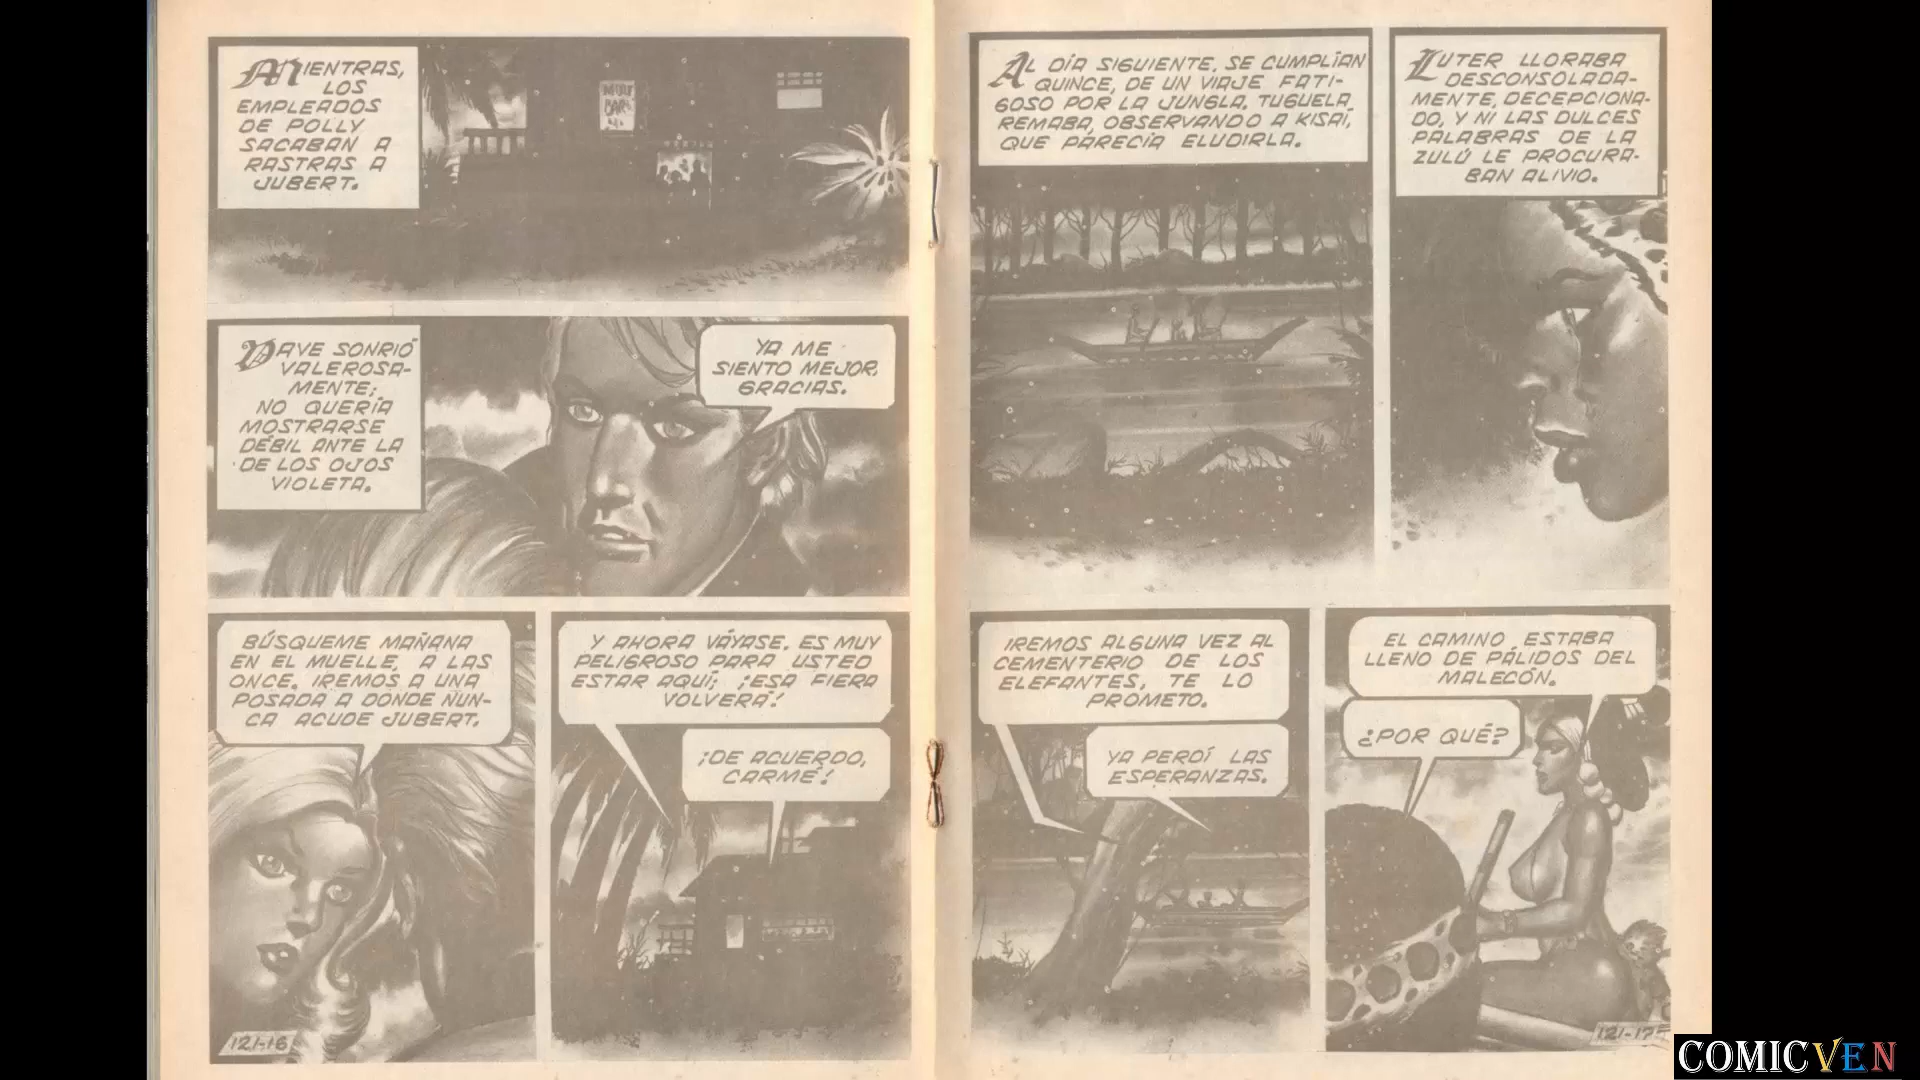 MIENTRAS,
LOS
EMPLEADOS
DE POLLY
SACABAN A
RASTRAS A
JUBERT.
DAVE SONRIÓ
VALEROSA-
MENTE;
NO QUERÍA
MOSTRARSE
DÉBIL ANTE LA
DE LOS OJOS
VIOLETA.
YA ME
SIENTO MEJOR,
GRACIAS.
BÚSQUEME MAÑANA
EN EL MUELLE, A LAS
ONCE. IREMOS A UNA
POSADA A DONDE NUN-
CA ACUDE JUBERT.
Y AHORA VÁYASE. ES MUY
PELIGROSO PARA USTED
ESTAR AQUÍ; ¡ESA FIERA
VOLVERÁ!
¡DE ACUERDO,
CARMÉ!
121-16
AL DÍA SIGUIENTE, SE CUMPLÍAN
QUINCE, DE UN VIAJE FATI-
GOSO POR LA JUNGLA. TUGUELA
REMABA, OBSERVANDO A KISAI,
QUE PARECÍA ELUDIRLA.
LUTER LLORABA
DESCONSOLADA-
MENTE, DECEPCIONA-
DO, Y NI LAS DULCES
PALABRAS DE LA
ZULÚ LE PROCURA-
BAN ALIVIO.
IREMOS ALGUNA VEZ AL
CEMENTERIO DE LOS
ELEFANTES, TE LO
PROMETO.
YA PERDÍ LAS
ESPERANZAS.
EL CAMINO ESTABA
LLENO DE PÁLIDOS DEL
MALECÓN.
¿POR QUÉ?
121-17
COMICVEN